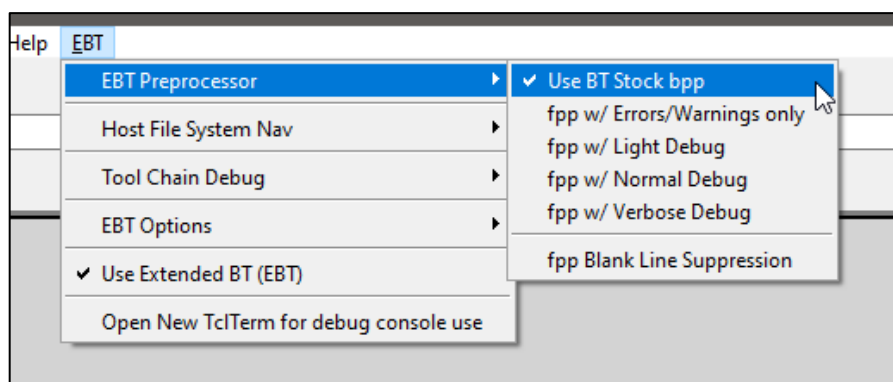 Help EBT
EBT Preprocessor
Host File System Nav
Tool Chain Debug
EBT Options
Use Extended BT (EBT)
Open New TclTerm for debug console use
Use BT Stock bpp
fpp w/ Errors/Warnings only
fpp w/ Light Debug
fpp w/ Normal Debug
fpp w/ Verbose Debug
fpp Blank Line Suppression